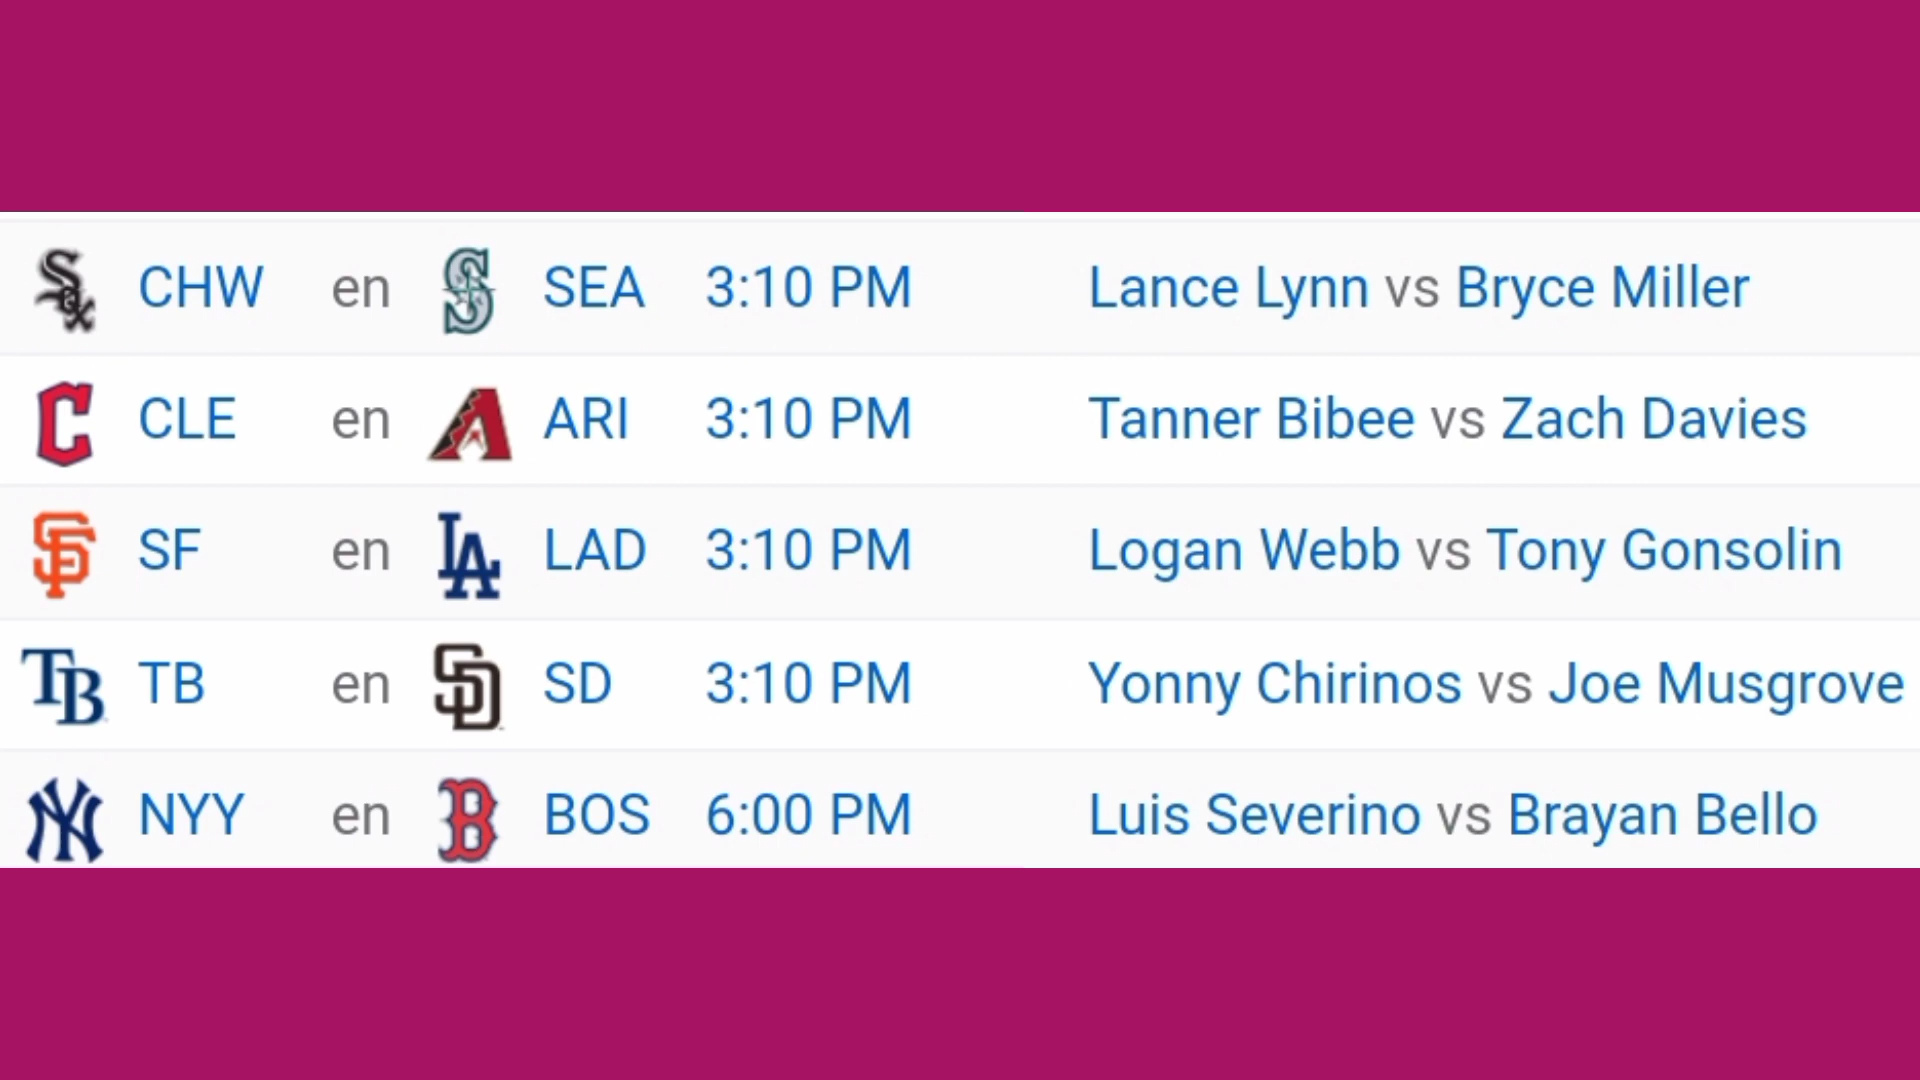 CHW en SEA 3:10 PM Lance Lynn vs Bryce Miller
CLE en ARI 3:10 PM Tanner Bibee vs Zach Davies
SF en LAD 3:10 PM Logan Webb vs Tony Gonsolin
TB en SD 3:10 PM Yonny Chirinos vs Joe Musgrove
NYY en BOS 6:00 PM Luis Severino vs Brayan Bello